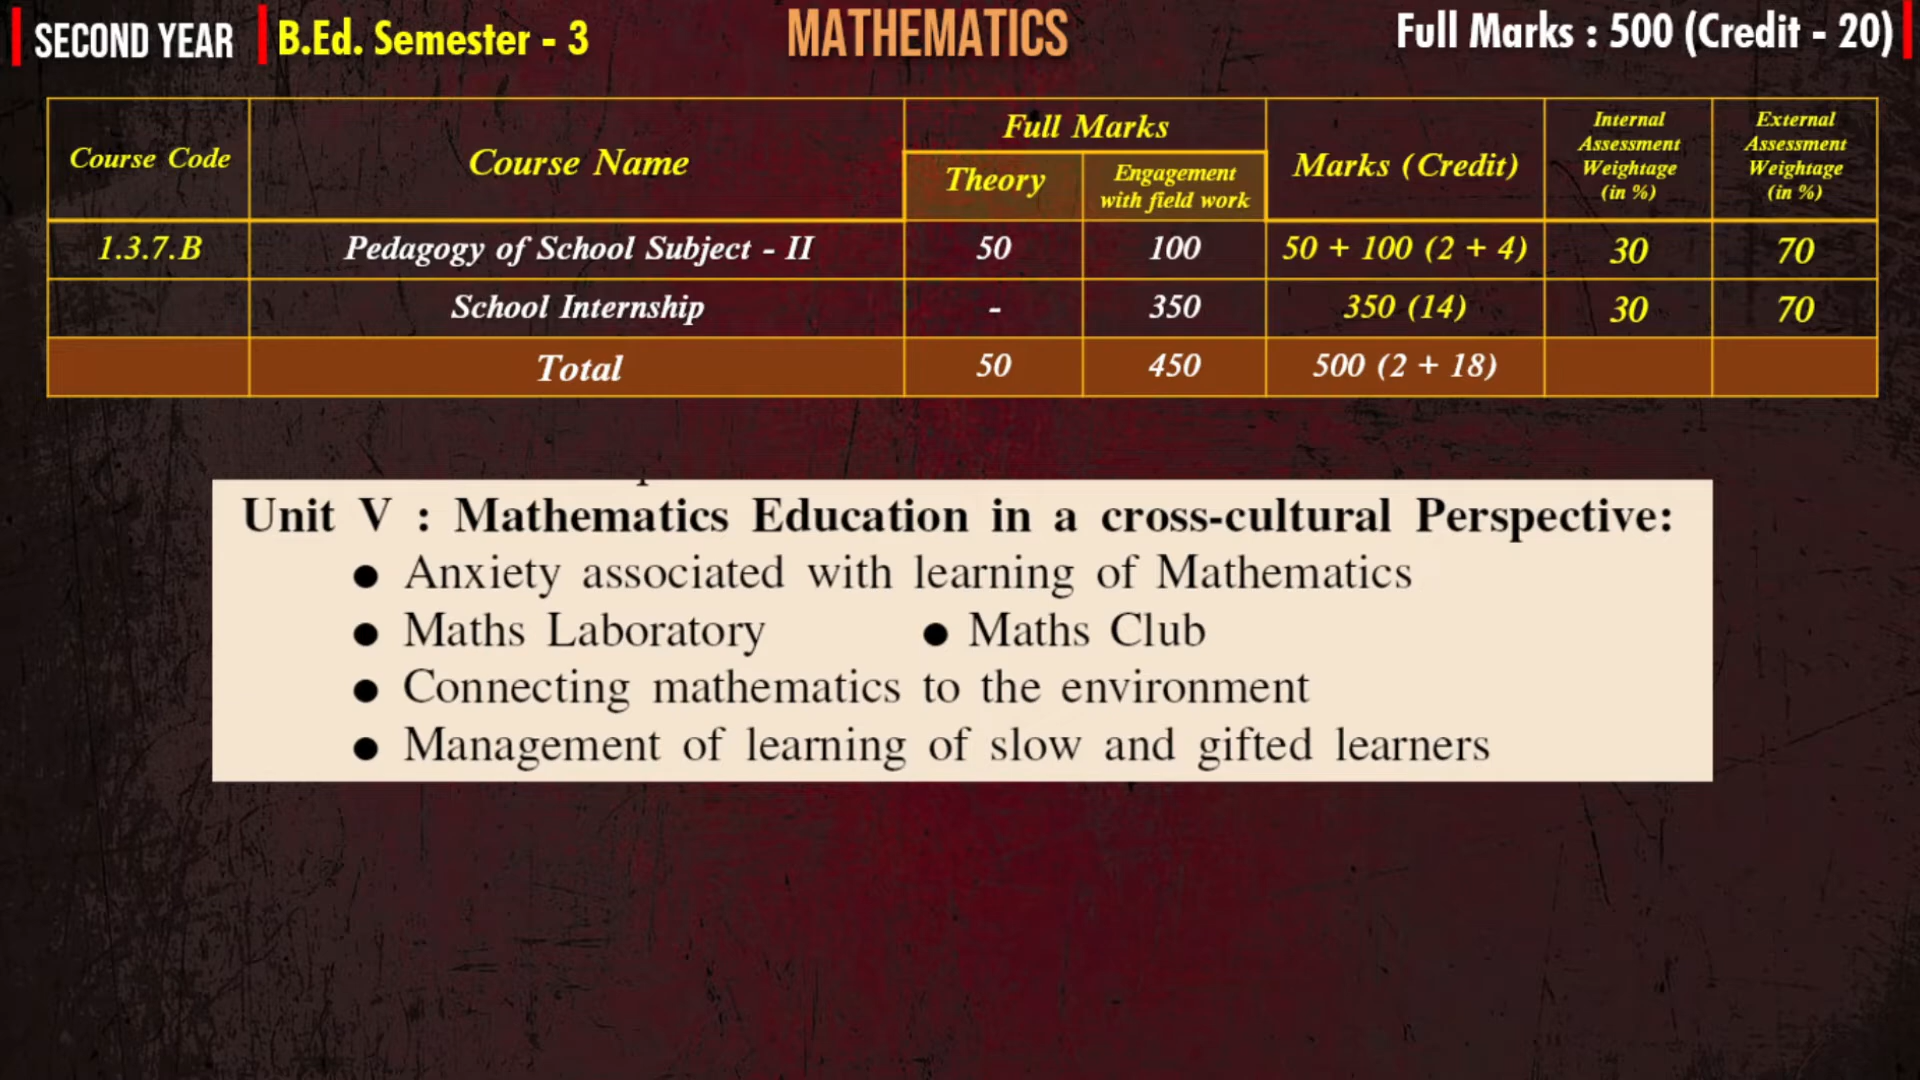 SECOND YEAR B.Ed. Semester - 3 MATHEMATICS Full Marks : 500 (Credit - 20)
Course Code Course Name Full Marks Theory Engagement with field work Marks (Credit) Internal Assessment Weightage (in %) External Assessment Weightage (in %)
1.3.7.B Pedagogy of School Subject - II 50 100 50 + 100 (2 + 4) 30 70
School Internship - 350 350 (14) 30 70
Total 50 450 500 (2 + 18)
Unit V : Mathematics Education in a cross-cultural Perspective:
● Anxiety associated with learning of Mathematics
● Maths Laboratory ● Maths Club
● Connecting mathematics to the environment
● Management of learning of slow and gifted learners